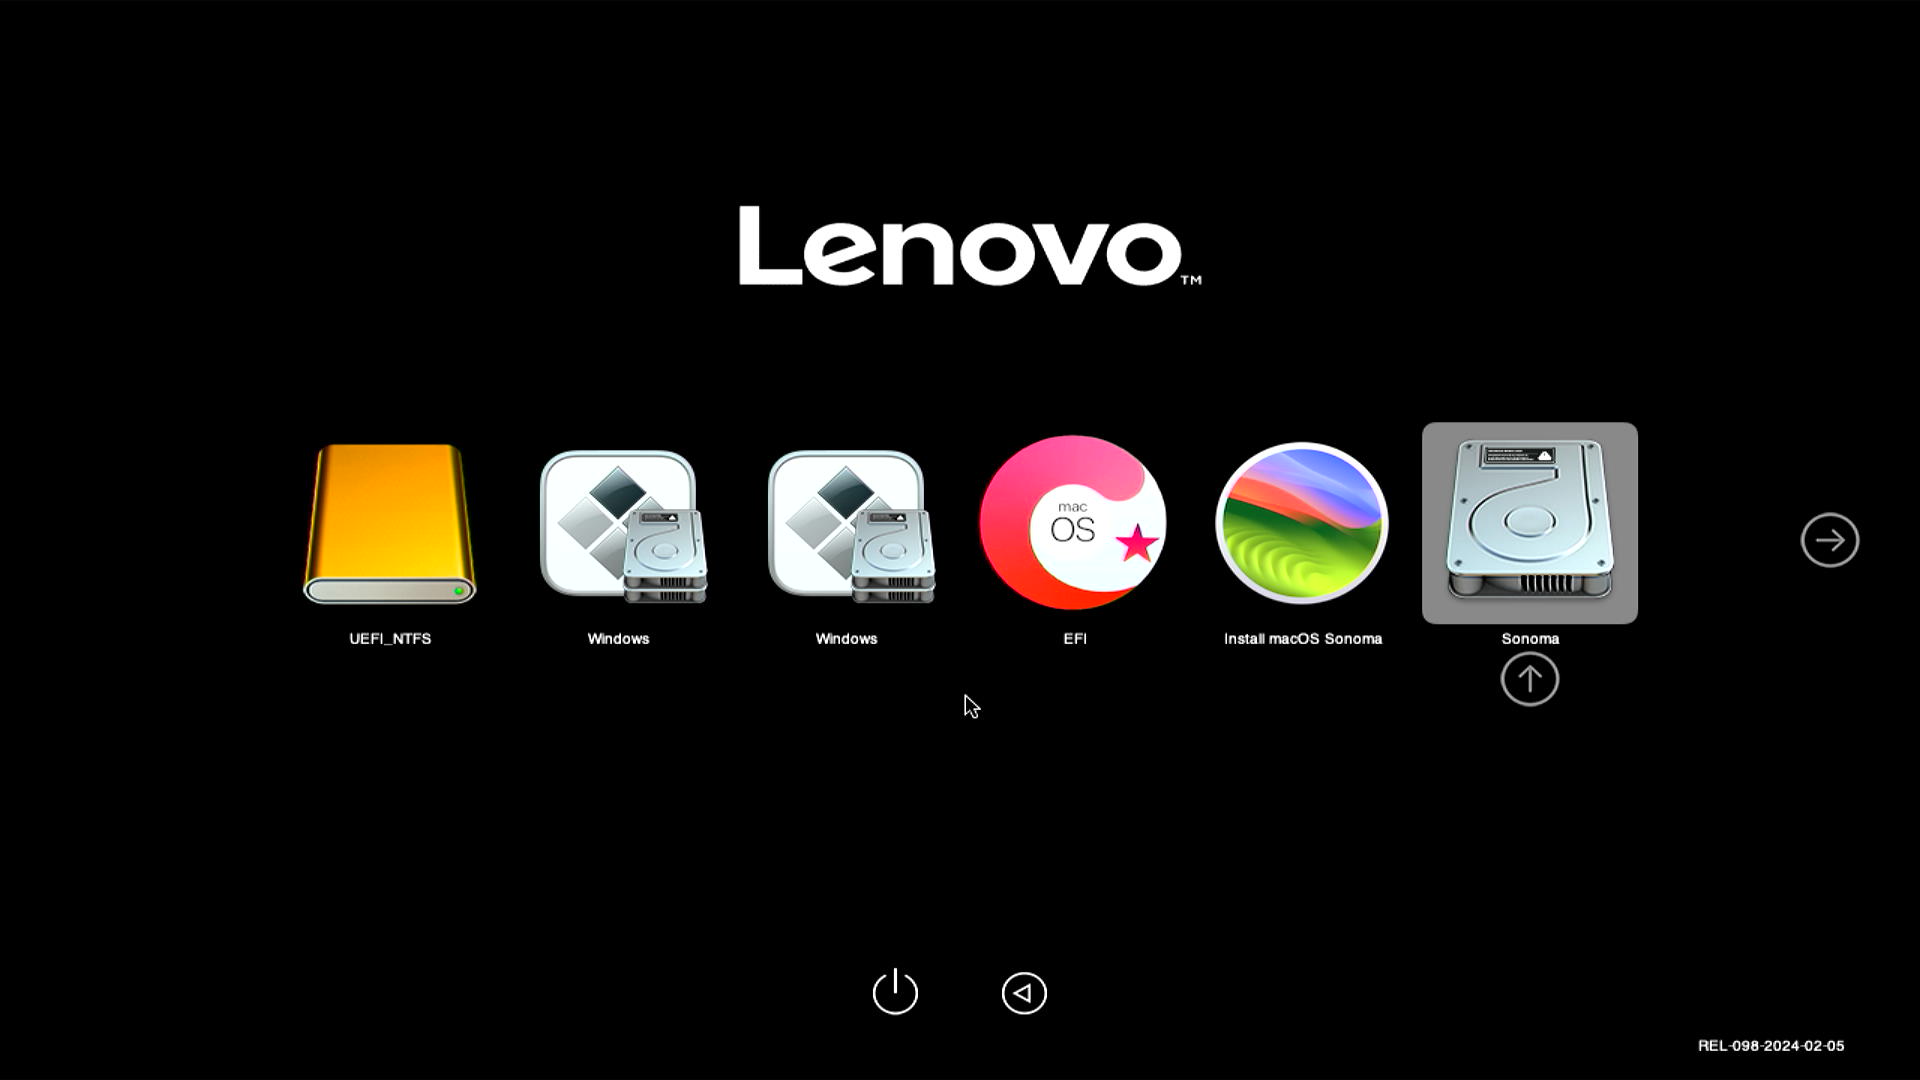 Lenovo™
UEFI_NTFS
Windows
Windows
mac
OS
EFI
Install macOS Sonoma
Sonoma
REL-098-2024-02-05